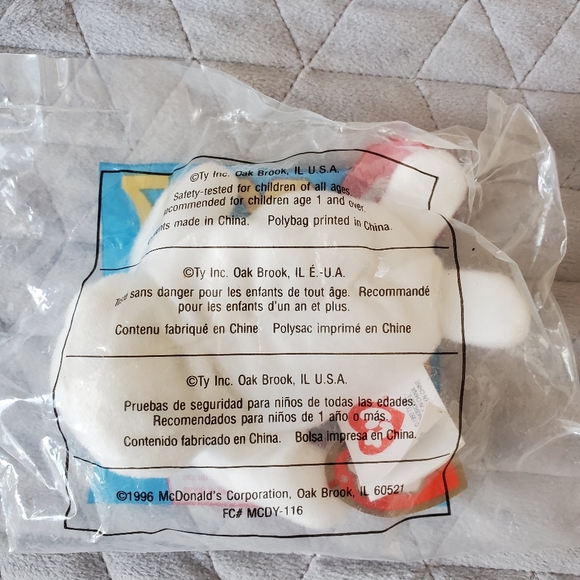 ©Ty Inc. Oak Brook, IL U.S.A.
Safety-tested for children of all ages.
recommended for children age 1 and over.
made in China. Polybag printed in China.
©Ty Inc. Oak Brook, IL É.-U.A.
sans danger pour les enfants de tout âge. Recommandé
pour les enfants d'un an et plus.
Contenu fabriqué en Chine Polysac imprimé en Chine
©Ty Inc. Oak Brook, IL U.S.A.
Pruebas de seguridad para niños de todas las edades.
Recomendados para niños de 1 año o más.
Contenido fabricado en China. Bolsa impresa en China.
©1996 McDonald's Corporation, Oak Brook, IL 60521
FC# MCDY-116